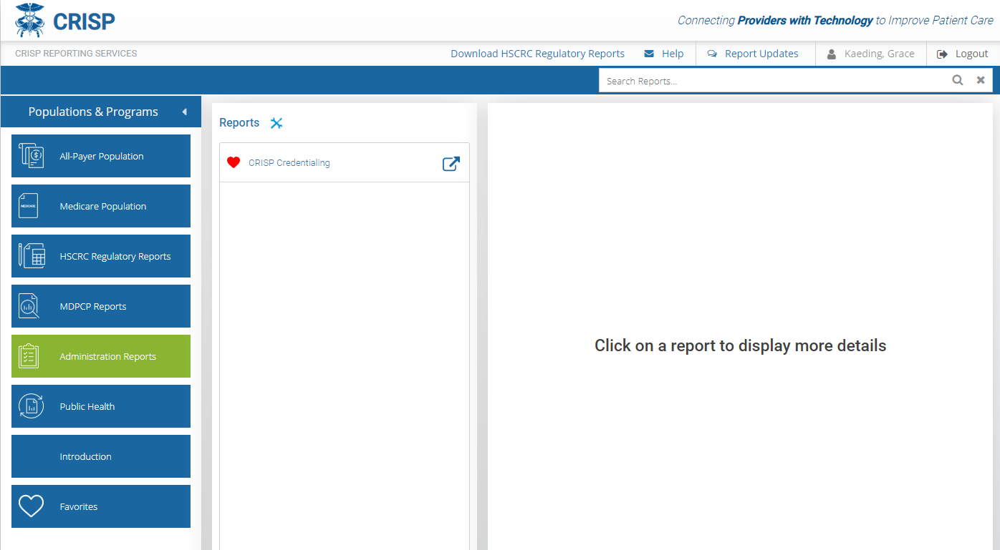 CRISP
Connecting Providers with Technology to Improve Patient Care
CRISP REPORTING SERVICES
Download HSCRC Regulatory Reports
Help
Report Updates
Kaeding, Grace
Logout
Search Reports...
Populations & Programs
All-Payer Population
MEDICARE
Medicare Population
HSCRC Regulatory Reports
MDPCP Reports
Administration Reports
Public Health
Introduction
Favorites
Reports
CRISP Credentialing
Click on a report to display more details